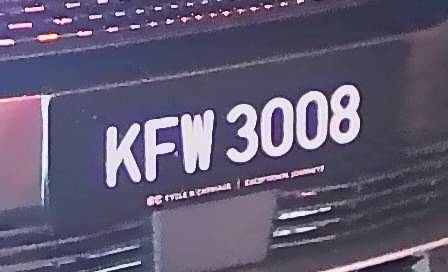 KFW 3008
CYCLE & CARRIAGE | EXCEPTIONAL JOURNEYS